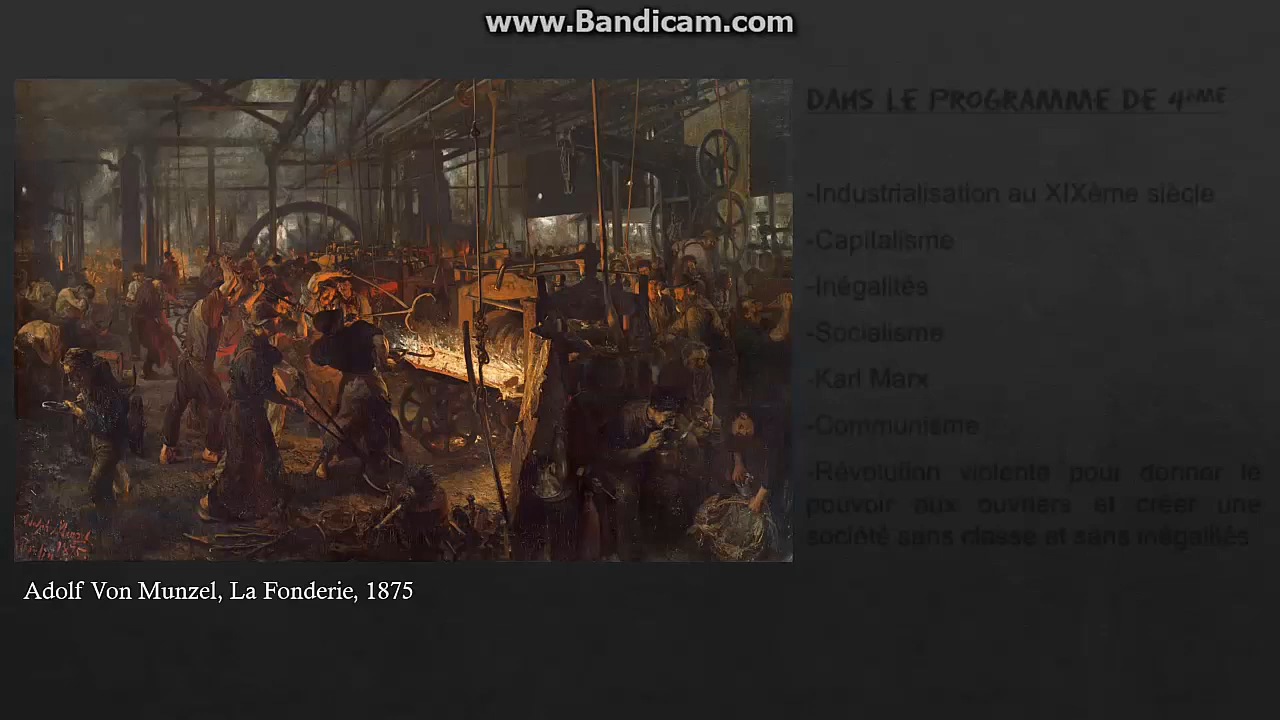 www.Bandicam.com
DANS LE PROGRAMME DE 4ÈME
-Industrialisation au XIXème siècle
-Capitalisme
-Inégalités
-Socialisme
-Karl Marx
-Communisme
-Révolution violente pour donner le
pouvoir aux ouvriers et créer une
société sans classe et sans inégalités
Adolf Von Munzel, La Fonderie, 1875